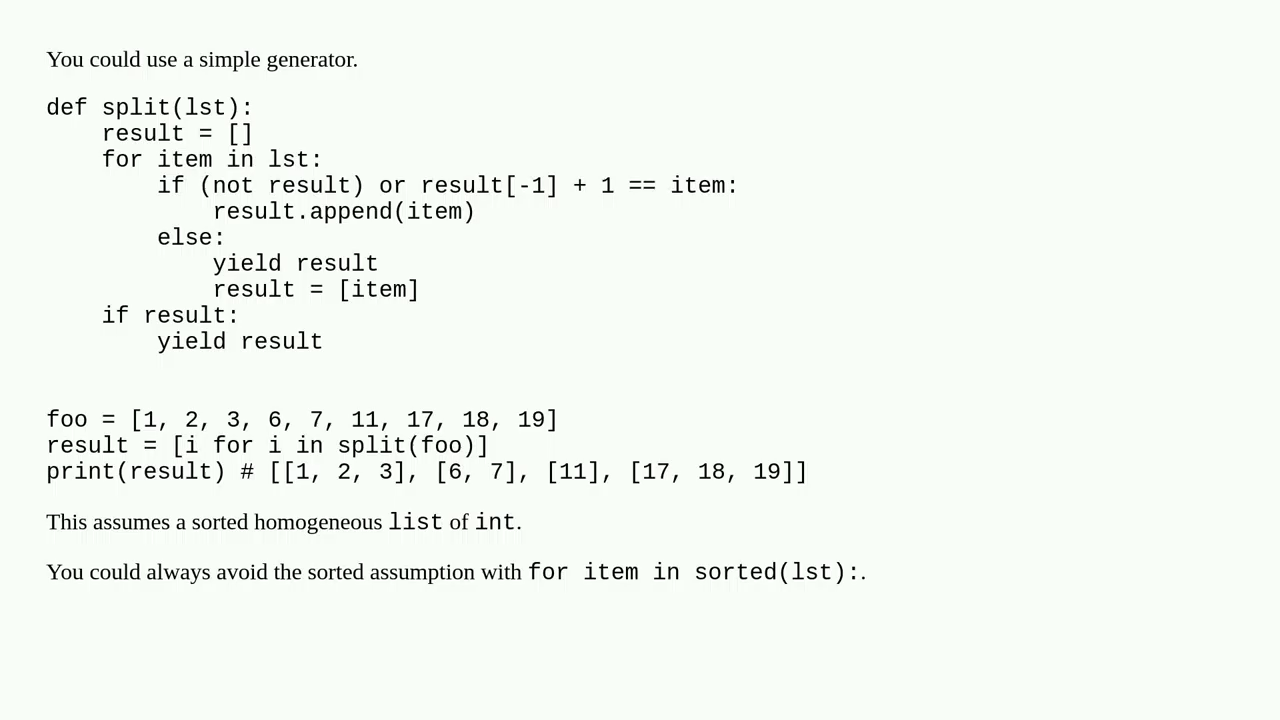 You could use a simple generator.
def split(lst):
    result = []
    for item in lst:
        if (not result) or result[-1] + 1 == item:
            result.append(item)
        else:
            yield result
            result = [item]
    if result:
        yield result
foo = [1, 2, 3, 6, 7, 11, 17, 18, 19]
result = [i for i in split(foo)]
print(result) # [[1, 2, 3], [6, 7], [11], [17, 18, 19]]
This assumes a sorted homogeneous list of int.
You could always avoid the sorted assumption with for item in sorted(lst):.